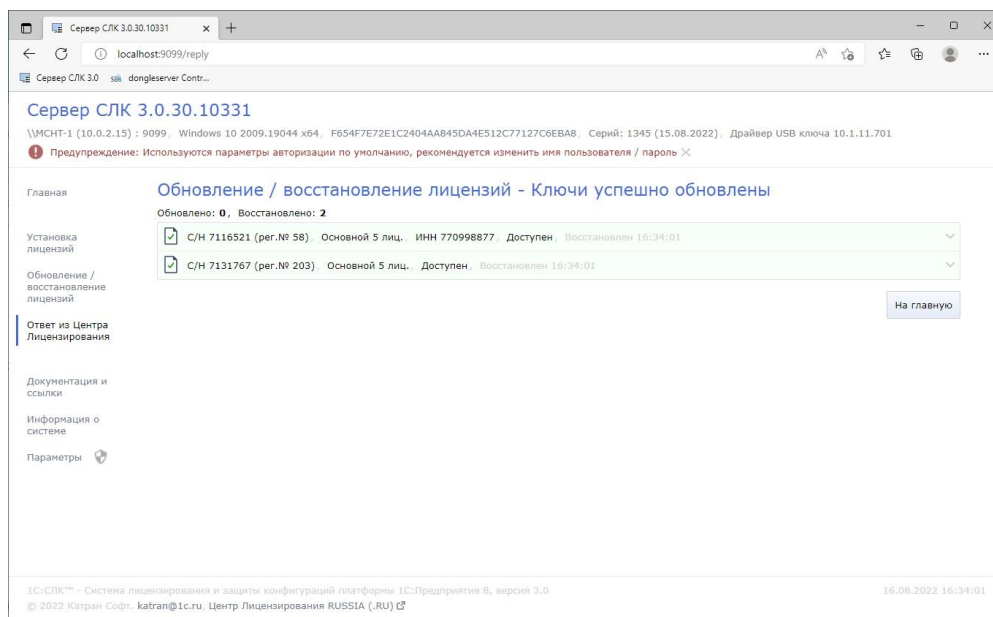 Сервер СЛК 3.0.30.10331
localhost:9099/reply
Сервер СЛК 3.0 dongleserver Contr...
Сервер СЛК 3.0.30.10331
\\МСНТ-1 (10.0.2.15) : 9099, Windows 10 2009.19044 x64, F654F7E72E1C2404AA845DA4E512C77127C6EBA8, Серий: 1345 (15.08.2022), Драйвер USB ключа 10.1.11.701
Предупреждение: Используются параметры авторизации по умолчанию, рекомендуется изменить имя пользователя / пароль
Главная
Установка
лицензий
Обновление /
восстановление
лицензий
Ответ из Центра
Лицензирования
Документация и
ссылки
Информация о
системе
Параметры
Обновление / восстановление лицензий - Ключи успешно обновлены
Обновлено: 0, Восстановлено: 2
С/Н 7116521 (рег.№ 58), Основной 5 лиц., ИНН 770998877, Доступен, Восстановлен 16:34:01
С/Н 7131767 (рег.№ 203), Основной 5 лиц., Доступен, Восстановлен 16:34:01
На главную
1С:СЛК™ - Система лицензирования и защиты конфигураций платформы 1С:Предприятие 8, версия 3.0
16.08.2022 16:34:01
© 2022 Катран Софт. katran@1c.ru, Центр Лицензирования RUSSIA (.RU)